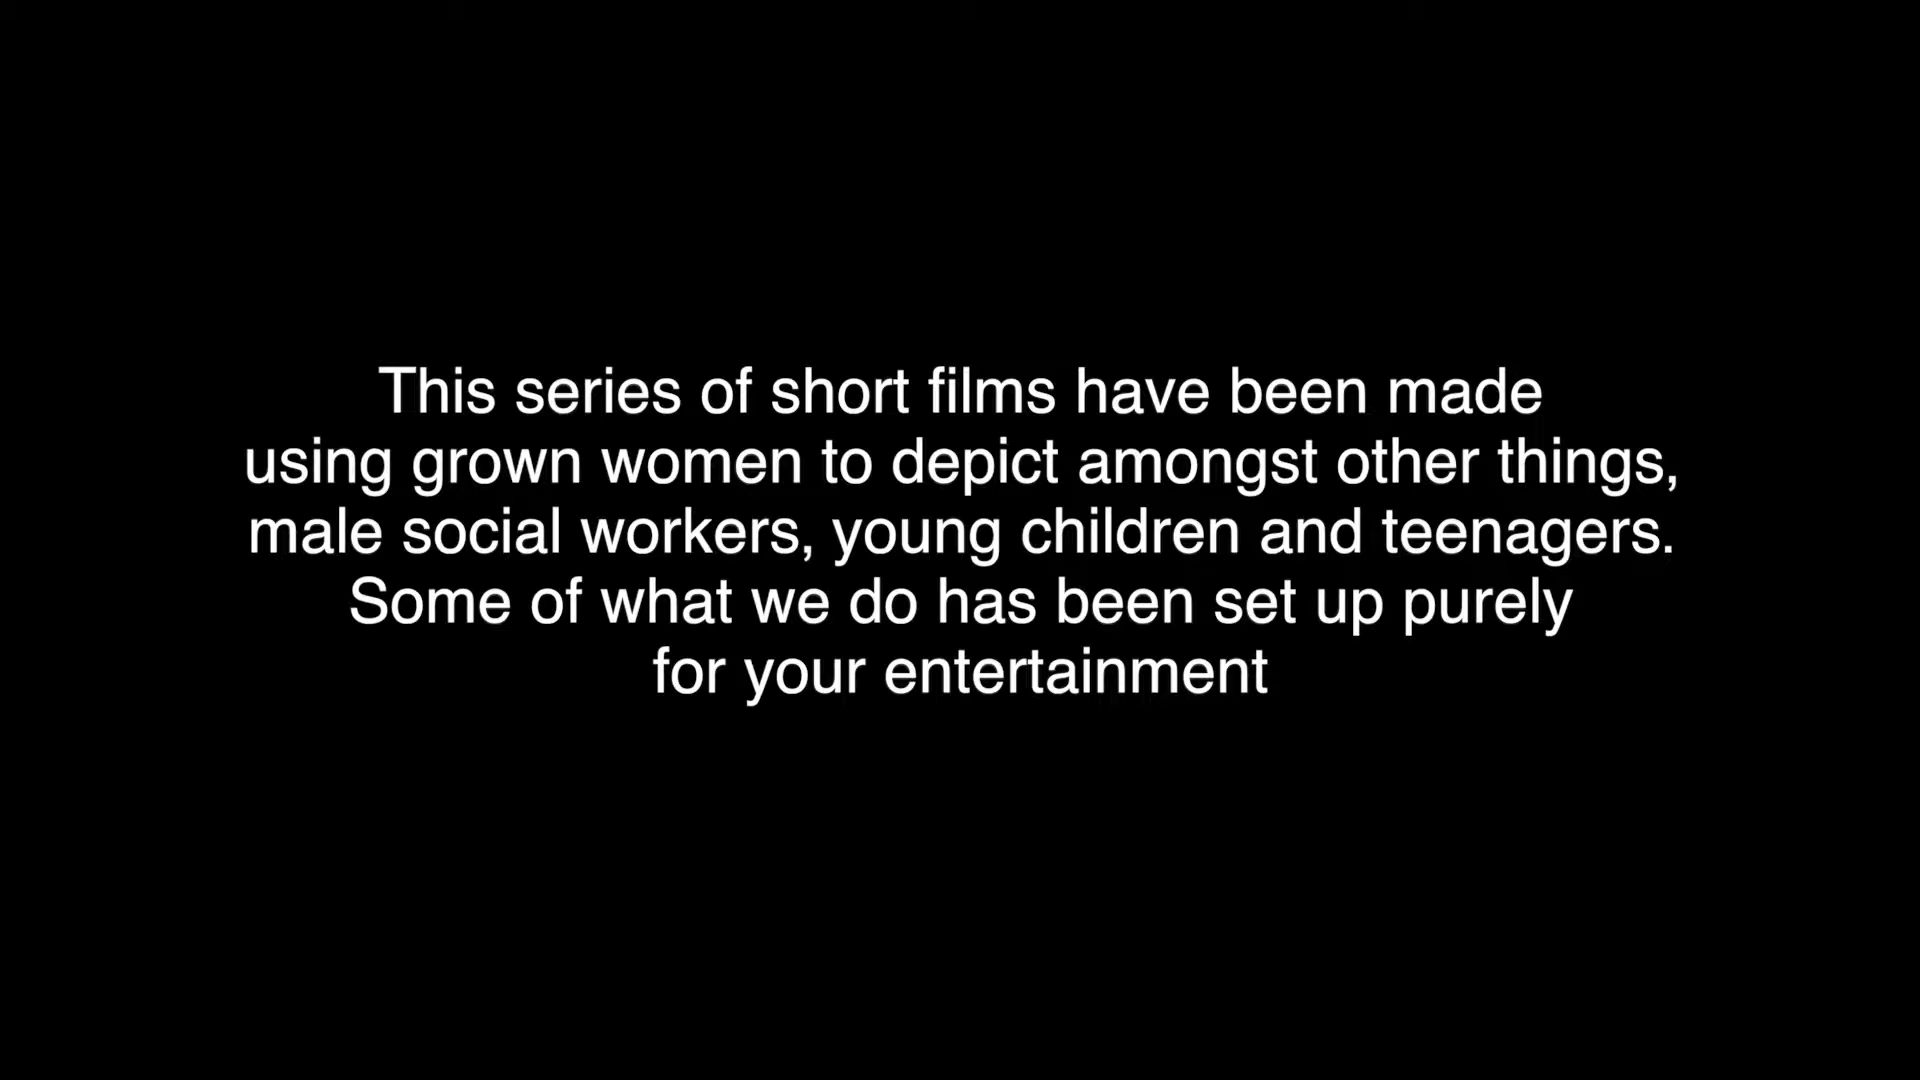 This series of short films have been made
using grown women to depict amongst other things,
male social workers, young children and teenagers.
Some of what we do has been set up purely
for your entertainment